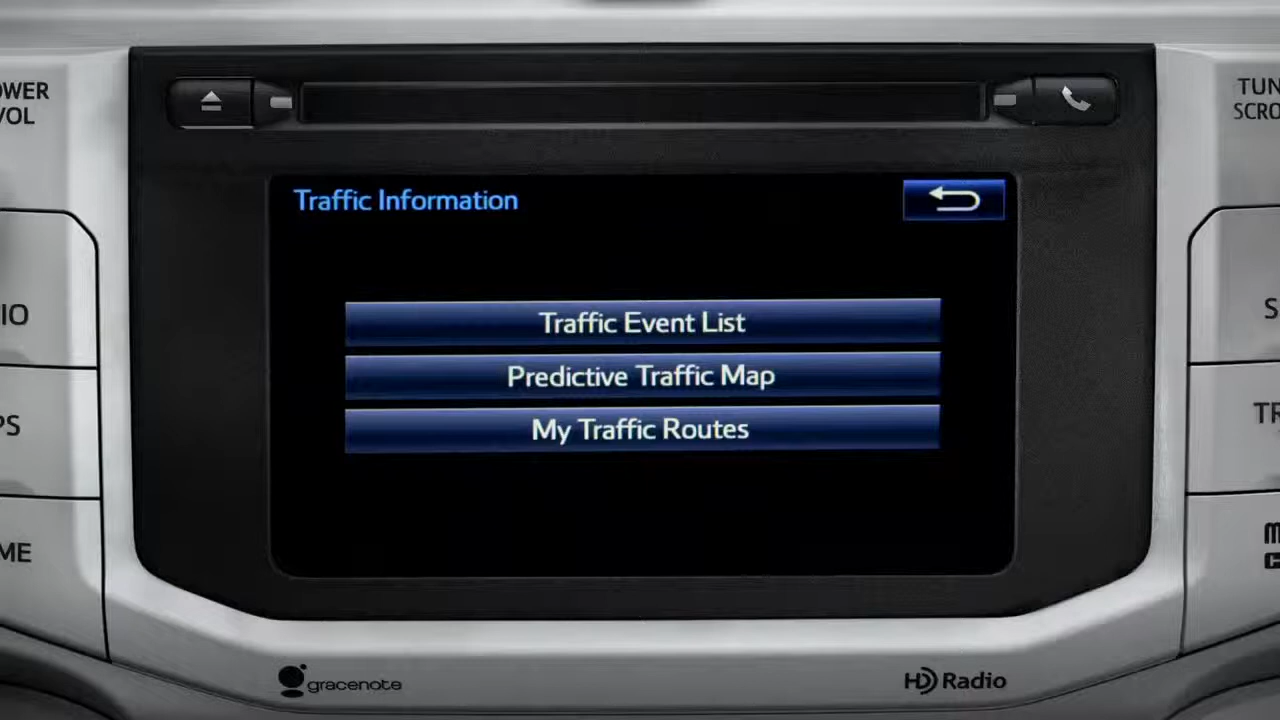 OWER
VOL
TUN
SCRO
Traffic Information
Traffic Event List
Predictive Traffic Map
My Traffic Routes
IO
PS
ME
S
TR
gracenote
HD Radio